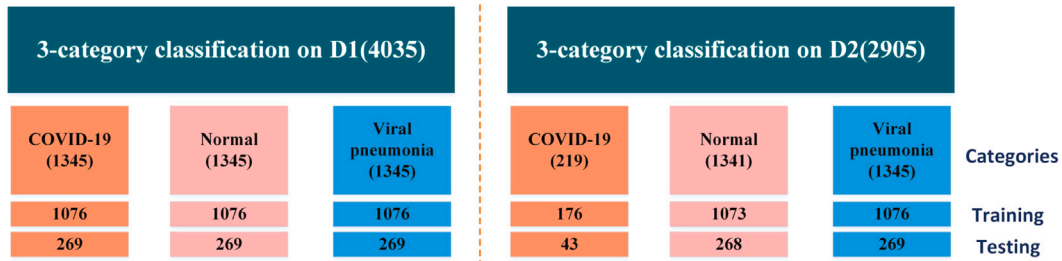 3-category classification on D1(4035)
3-category classification on D2(2905)
COVID-19
(1345)
Normal
(1345)
Viral
pneumonia
(1345)
COVID-19
(219)
Normal
(1341)
Viral
pneumonia
(1345)
Categories
1076
1076
1076
176
1073
1076
Training
269
269
269
43
268
269
Testing